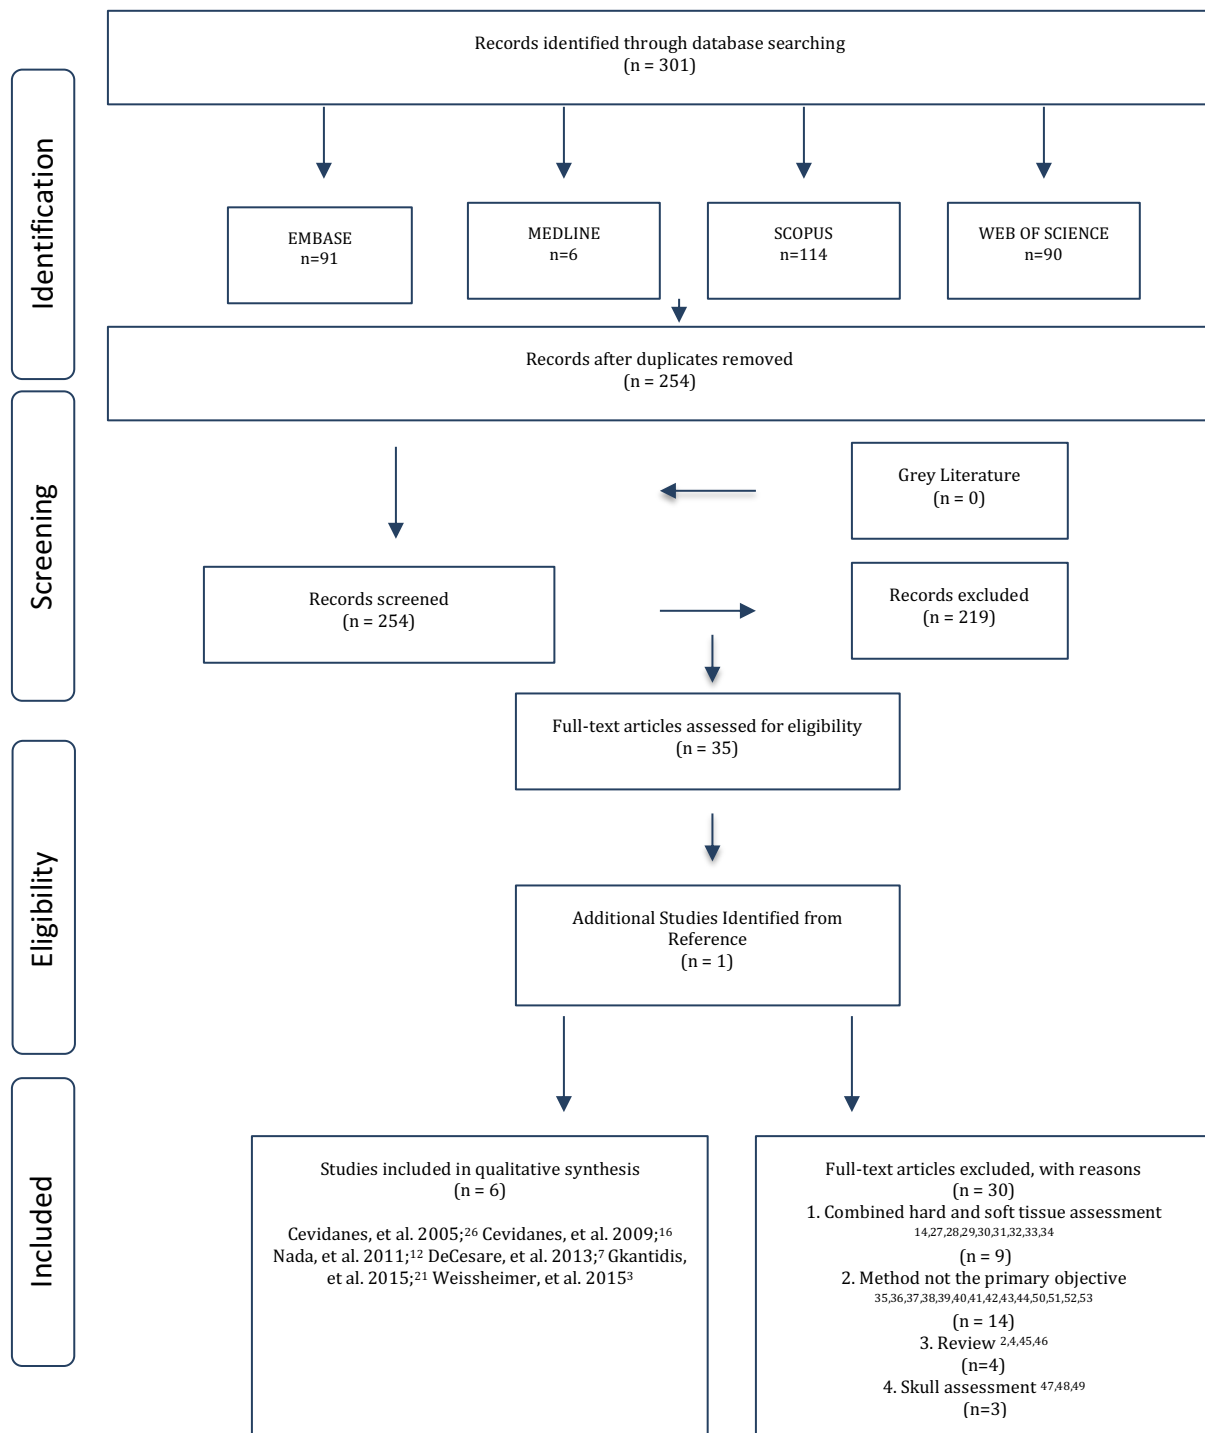 Records identified through database searching
(n = 301)
Identification
EMBASE
n=91
MEDLINE
n=6
SCOPUS
n=114
WEB OF SCIENCE
n=90
Records after duplicates removed
(n = 254)
Screening
Grey Literature
(n = 0)
Records screened
(n = 254)
Records excluded
(n = 219)
Full-text articles assessed for eligibility
(n = 35)
Eligibility
Additional Studies Identified from
Reference
(n = 1)
Included
Studies included in qualitative synthesis
(n = 6)
Cevidanes, et al. 2005;26 Cevidanes, et al. 2009;16
Nada, et al. 2011;12 DeCesare, et al. 2013;7 Gkantidis,
et al. 2015;21 Weissheimer, et al. 20153
Full-text articles excluded, with reasons
(n = 30)
1. Combined hard and soft tissue assessment
14,27,28,29,30,31,32,33,34
(n = 9)
2. Method not the primary objective
35,36,37,38,39,40,41,42,43,44,50,51,52,53
(n = 14)
3. Review 2,4,45,46
(n=4)
4. Skull assessment 47,48,49
(n=3)